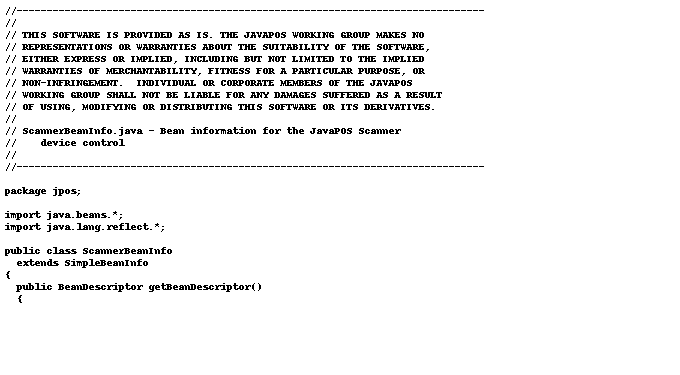 //------------------------------------------------------------------------------
//
// THIS SOFTWARE IS PROVIDED AS IS. THE JAVAPOS WORKING GROUP MAKES NO
// REPRESENTATIONS OR WARRANTIES ABOUT THE SUITABILITY OF THE SOFTWARE,
// EITHER EXPRESS OR IMPLIED, INCLUDING BUT NOT LIMITED TO THE IMPLIED
// WARRANTIES OF MERCHANTABILITY, FITNESS FOR A PARTICULAR PURPOSE, OR
// NON-INFRINGEMENT.  INDIVIDUAL OR CORPORATE MEMBERS OF THE JAVAPOS
// WORKING GROUP SHALL NOT BE LIABLE FOR ANY DAMAGES SUFFERED AS A RESULT
// OF USING, MODIFYING OR DISTRIBUTING THIS SOFTWARE OR ITS DERIVATIVES.
//
// ScannerBeanInfo.java - Bean information for the JavaPOS Scanner
//    device control
//
//------------------------------------------------------------------------------

package jpos;

import java.beans.*;
import java.lang.reflect.*;

public class ScannerBeanInfo
  extends SimpleBeanInfo
{
  public BeanDescriptor getBeanDescriptor()
  {